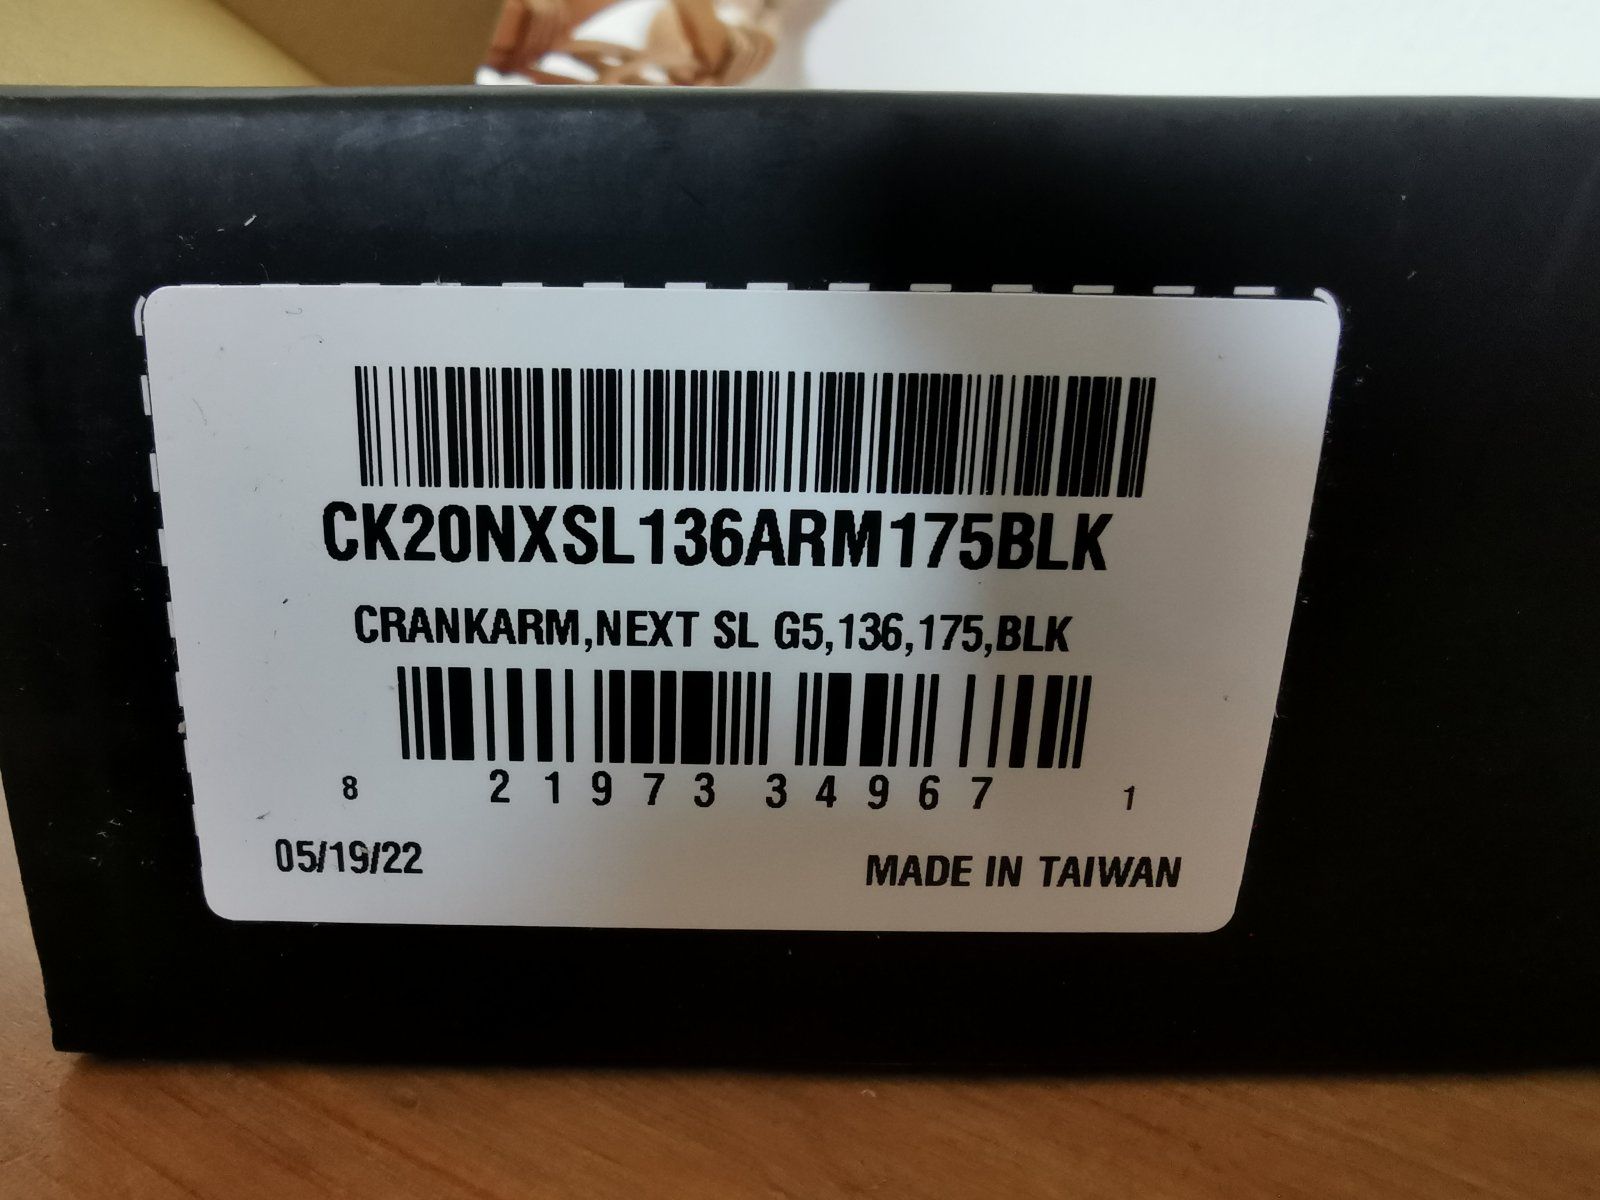 CK20NXSL136ARM175BLK
CRANKARM,NEXT SL G5,136,175,BLK
8 21973 34967 1
05/19/22 MADE IN TAIWAN